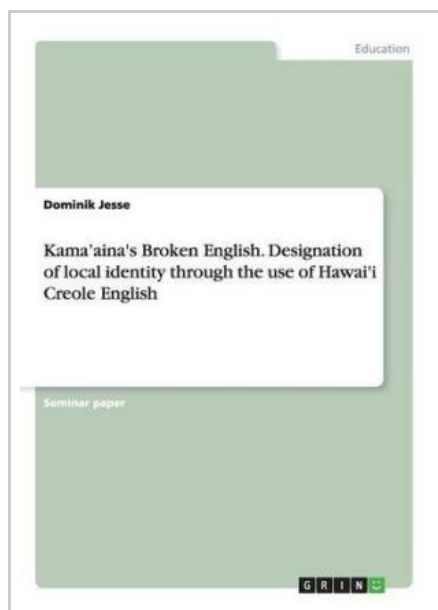 Education
Dominik Jesse
Kama'aina's Broken English. Designation
of local identity through the use of Hawai'i
Creole English
Seminar paper
GRIN